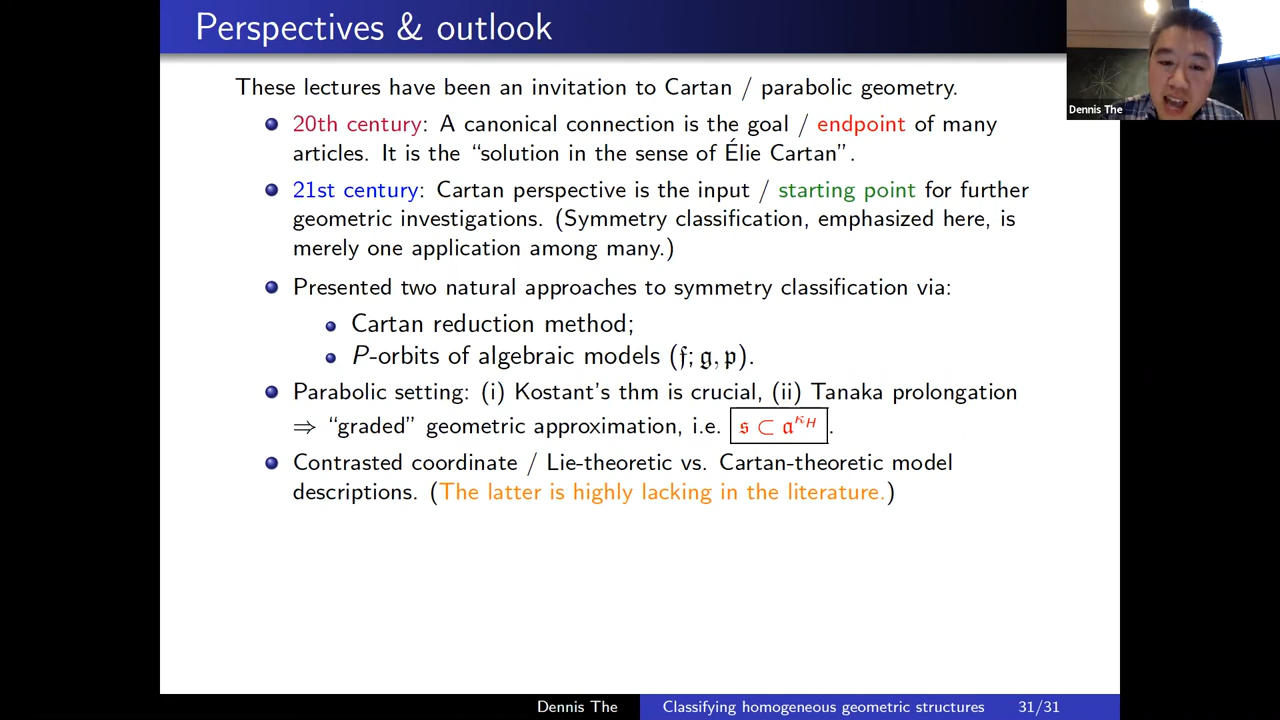 Perspectives & outlook
Dennis The
These lectures have been an invitation to Cartan / parabolic geometry.
20th century: A canonical connection is the goal / endpoint of many
articles. It is the “solution in the sense of Élie Cartan”.
21st century: Cartan perspective is the input / starting point for further
geometric investigations. (Symmetry classification, emphasized here, is
merely one application among many.)
Presented two natural approaches to symmetry classification via:
Cartan reduction method;
P-orbits of algebraic models (𝔣; 𝔤, 𝔭).
Parabolic setting: (i) Kostant's thm is crucial, (ii) Tanaka prolongation
⇒ “graded” geometric approximation, i.e. 𝔰 ⊂ 𝔞^{κ_H}.
Contrasted coordinate / Lie-theoretic vs. Cartan-theoretic model
descriptions. (The latter is highly lacking in the literature.)
Dennis The Classifying homogeneous geometric structures 31/31